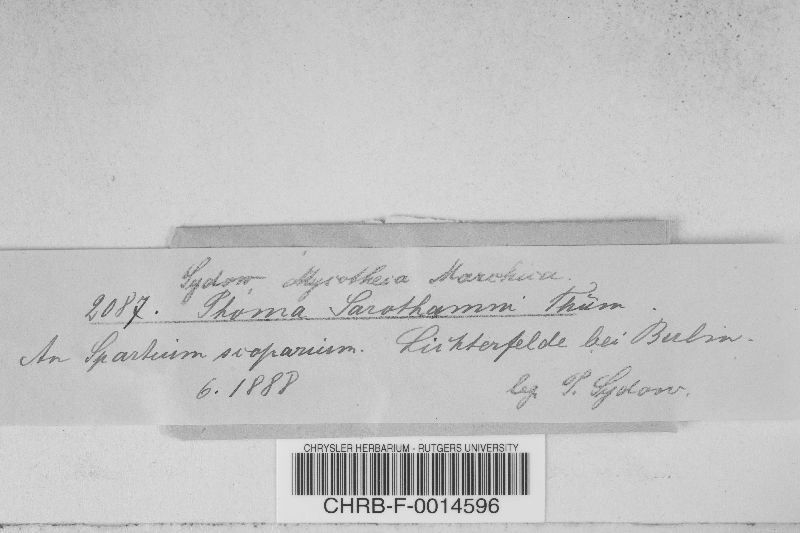 Sydow, Mycotheca Marchica.
2087. Phoma Sarothamni Thüm.
An Spartium scoparium. Lichterfelde bei Berlin.
6. 1888 leg. P. Sydow.
CHRYSLER HERBARIUM - RUTGERS UNIVERSITY
CHRB-F-0014596